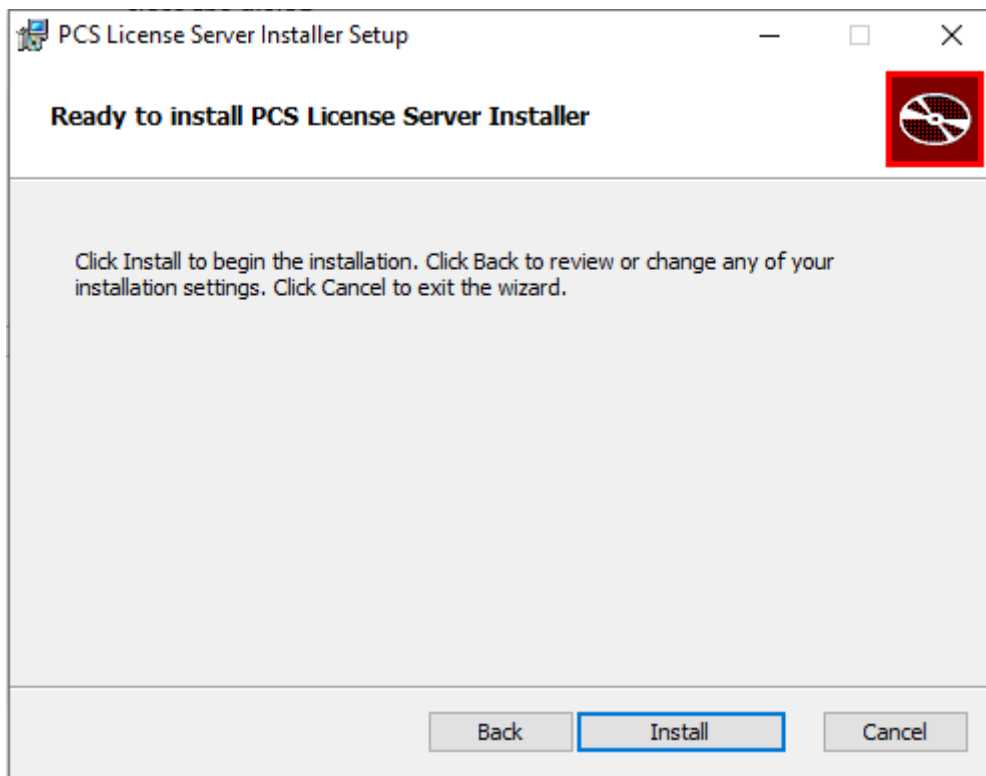 PCS License Server Installer Setup
Ready to install PCS License Server Installer
Click Install to begin the installation. Click Back to review or change any of your
installation settings. Click Cancel to exit the wizard.
Back Install Cancel